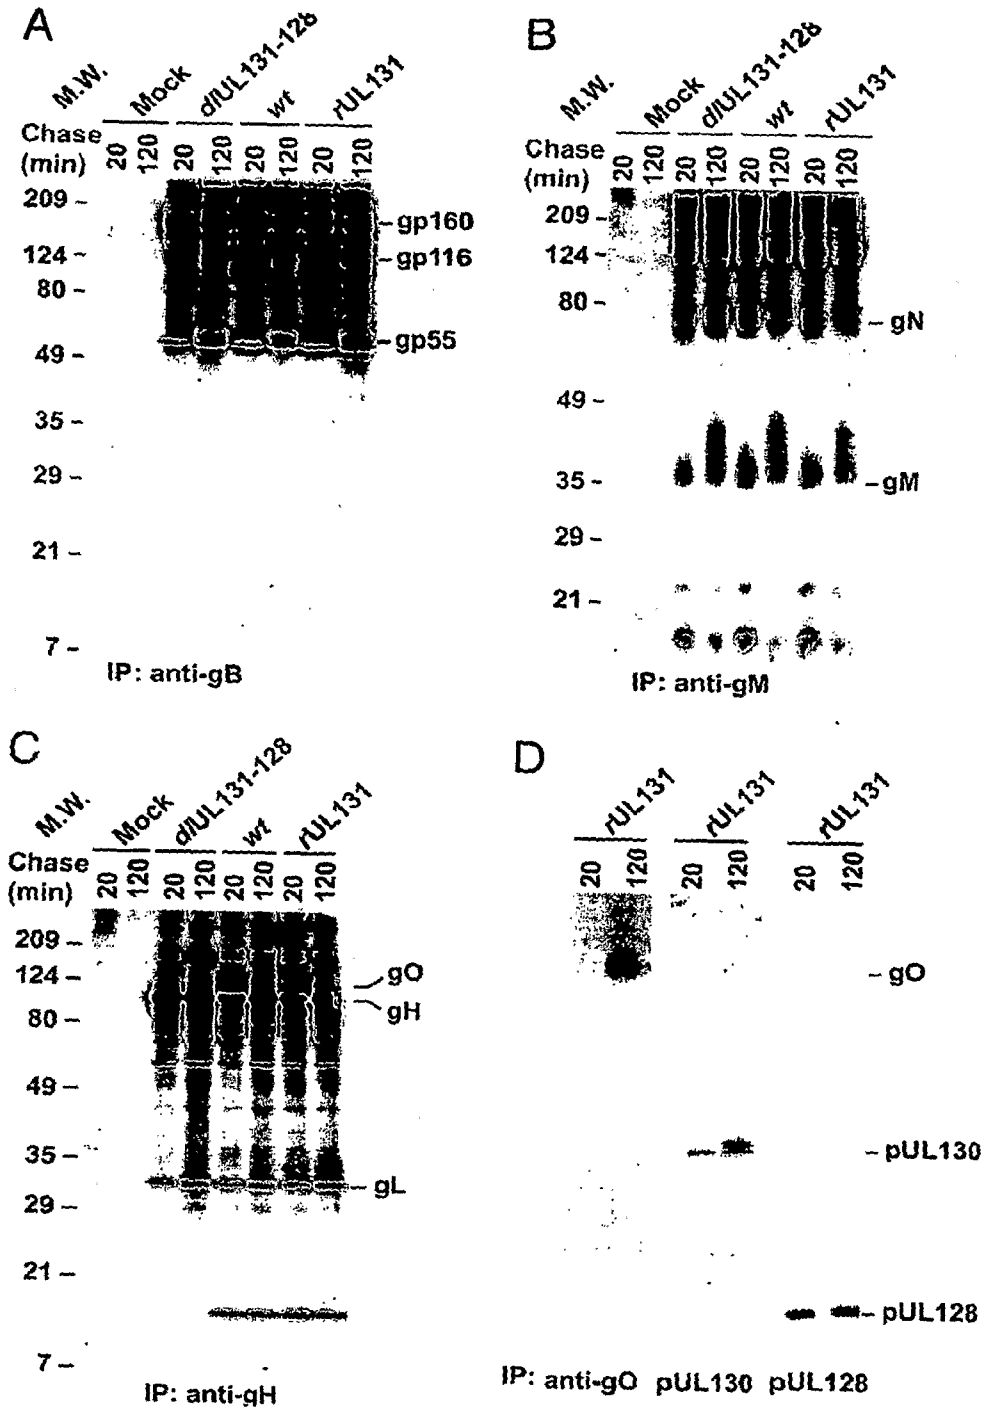 A
M.W. Mock dlUL131-128 wt rUL131
Chase (min) 20 120 20 120 20 120 20 120
209
124
80
49
35
29
21
7
gp160
gp116
gp55
IP: anti-gB
B
M.W. Mock dlUL131-128 wt rUL131
Chase (min) 20 120 20 120 20 120 20 120
209
124
80
49
35
29
21
gN
gM
IP: anti-gM
C
M.W. Mock dlUL131-128 wt rUL131
Chase (min) 20 120 20 120 20 120 20 120
209
124
80
49
35
29
21
7
gO
gH
gL
IP: anti-gH
D
rUL131 rUL131 rUL131
20 120 20 120 20 120
gO
pUL130
pUL128
IP: anti-gO pUL130 pUL128